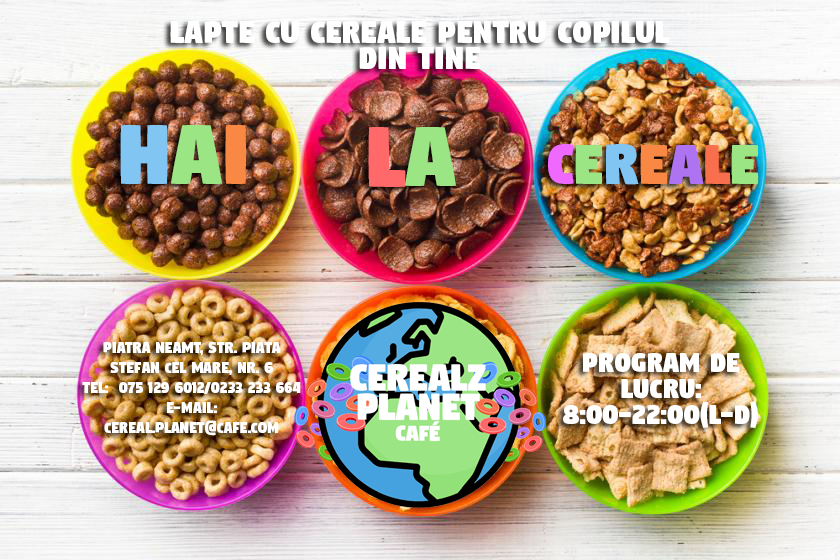 LAPTE CU CEREALE PENTRU COPILUL
DIN TINE
HAI LA CEREALE
PIATRA NEAMT, STR. PIATA
STEFAN CEL MARE, NR. 6
TEL: 075 129 6012/0233 233 664
E-MAIL:
CEREAL.PLANET@CAFE.COM
CEREALZ
PLANET
CAFÉ
PROGRAM DE
LUCRU:
8:00-22:00(L-D)